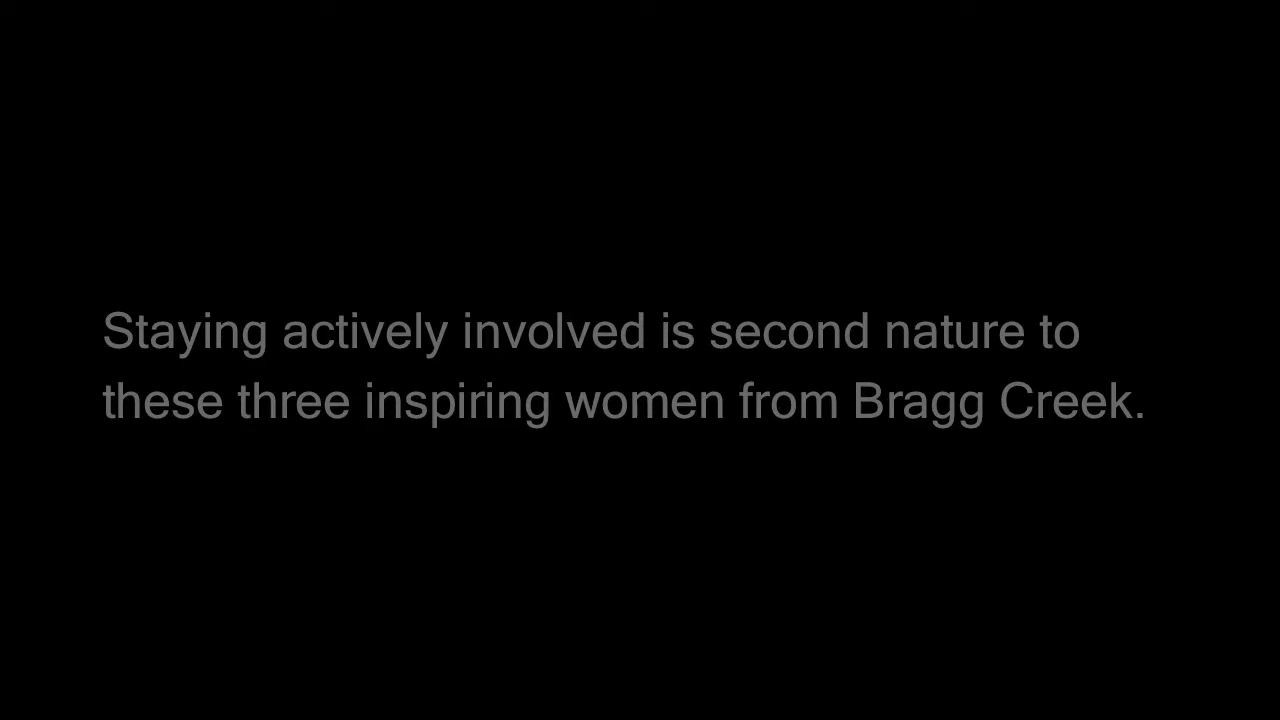 Staying actively involved is second nature to
these three inspiring women from Bragg Creek.